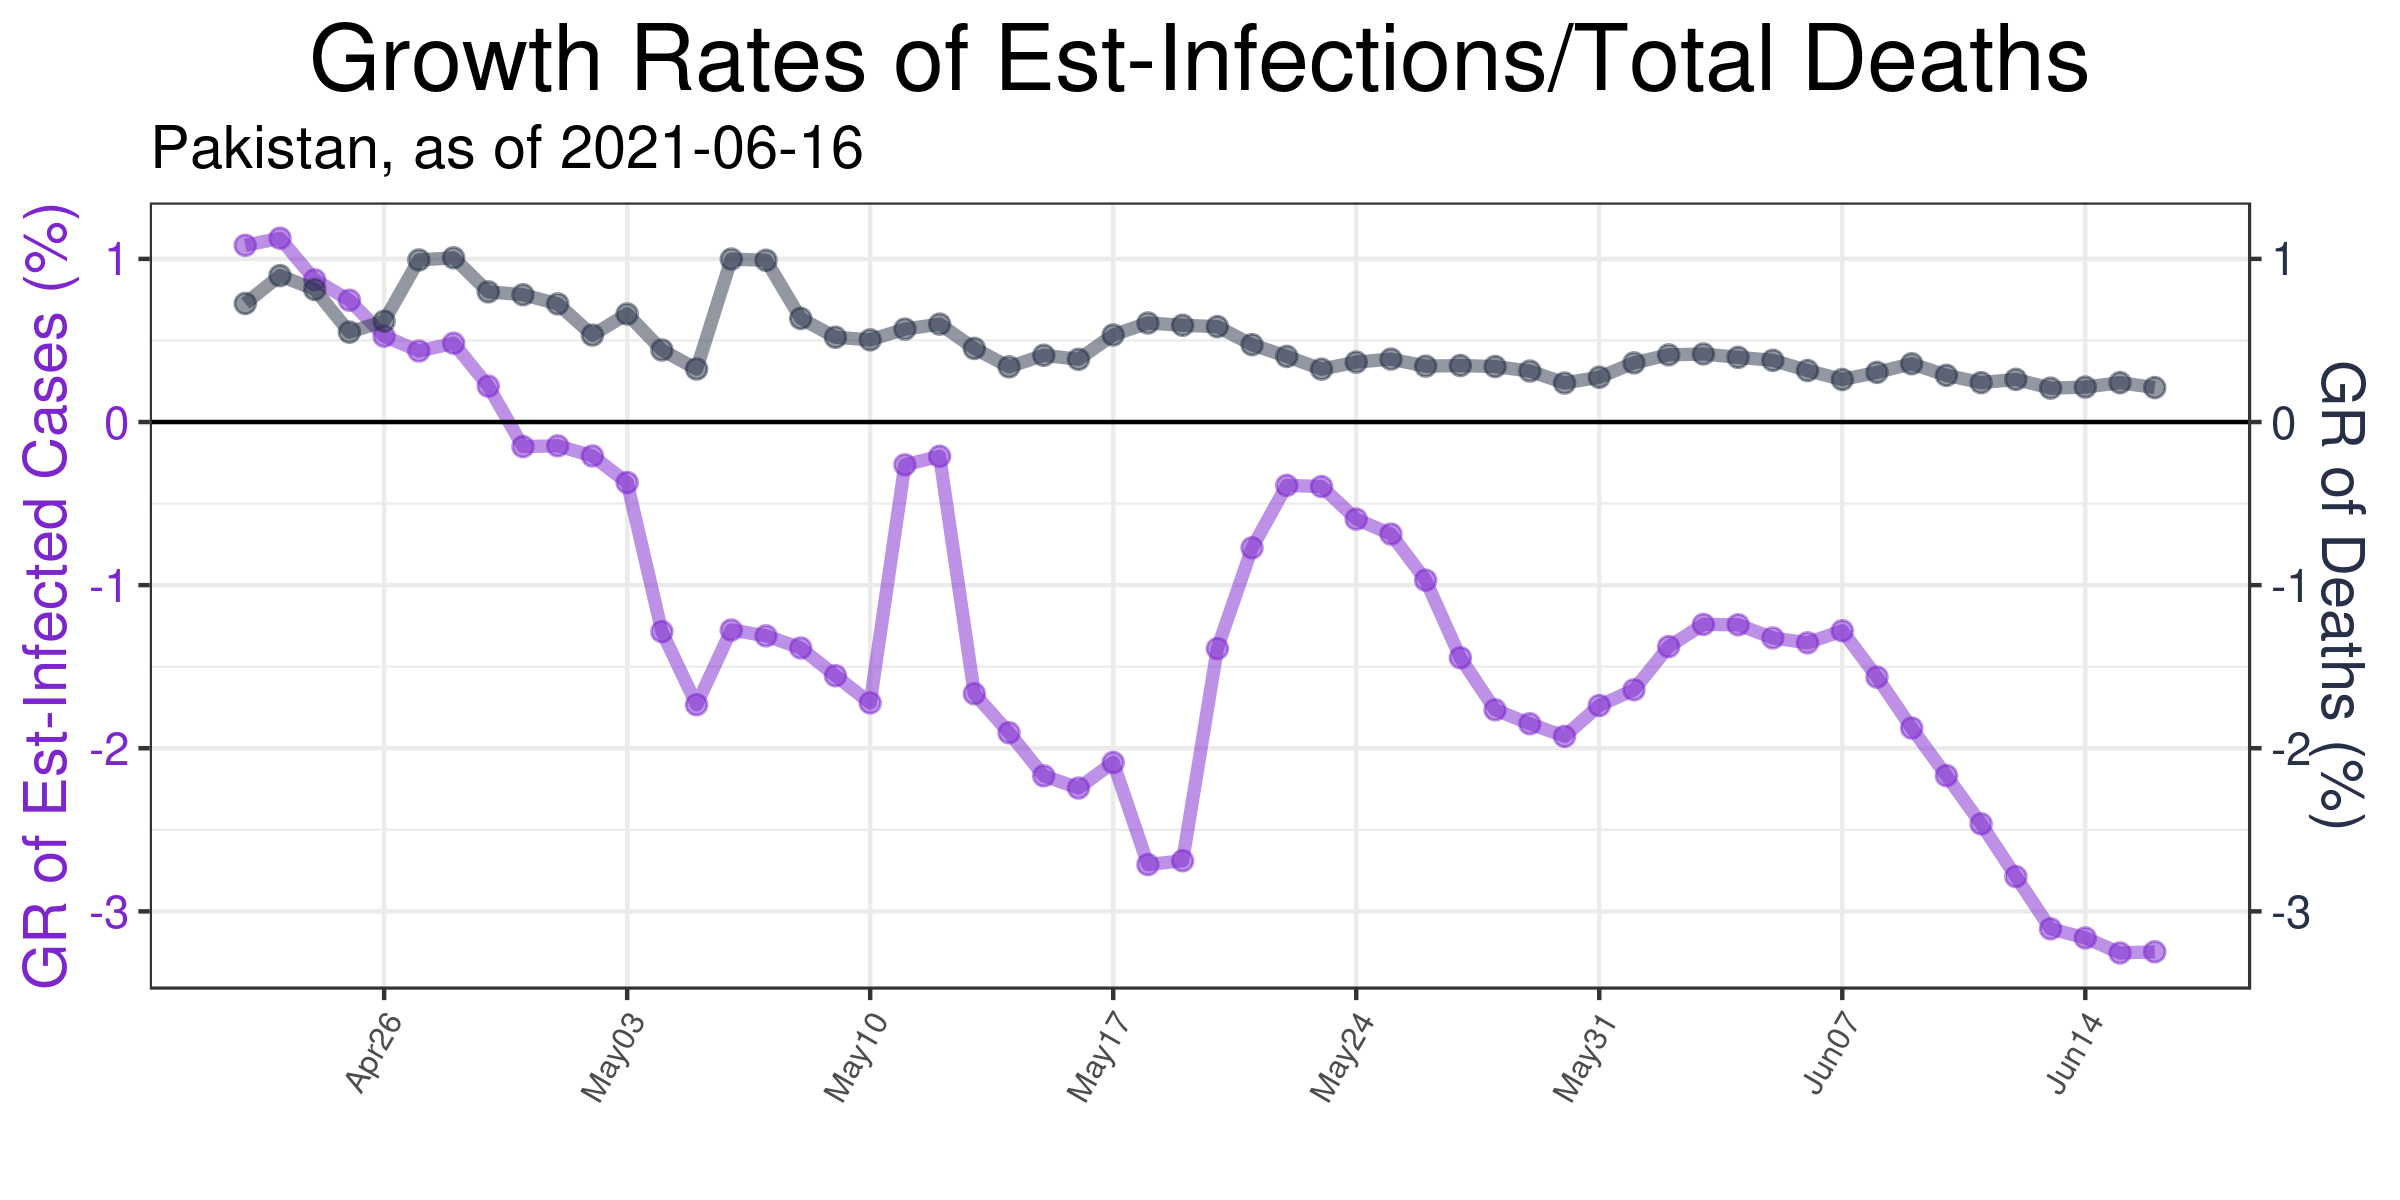 Growth Rates of Est-Infections/Total Deaths
Pakistan, as of 2021-06-16
GR of Est-Infected Cases (%)
1
0
-1
-2
-3
1
0
-1
-2
-3
GR of Deaths (%)
Apr26
May03
May10
May17
May24
May31
Jun07
Jun14